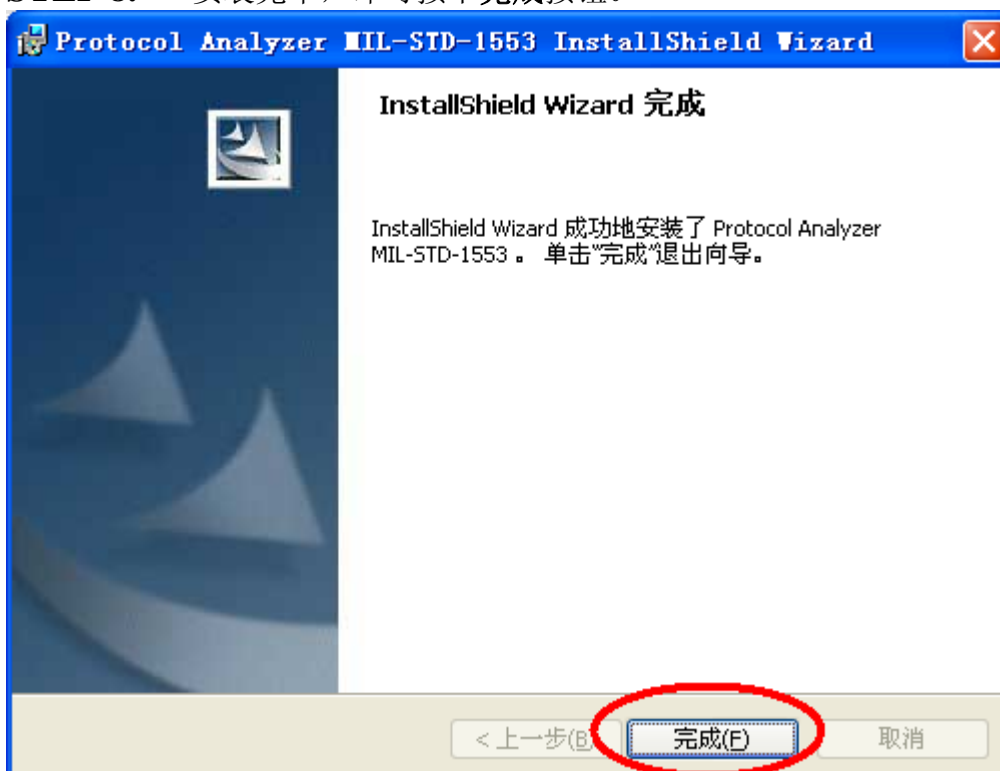 Protocol Analyzer MIL-STD-1553 InstallShield Wizard
InstallShield Wizard 完成
InstallShield Wizard 成功地安装了 Protocol Analyzer
MIL-STD-1553 。 单击“完成”退出向导。
<上一步(B 完成(F) 取消